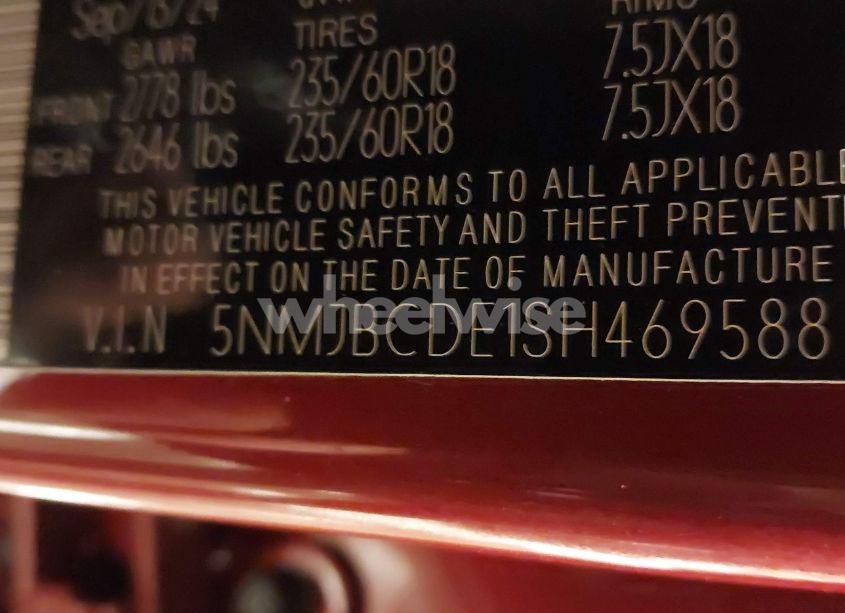 Sep/16/24
GAWR TIRES RIMS
FRONT 2778 lbs 235/60R18 7.5JX18
REAR 2646 lbs 235/60R18 7.5JX18
THIS VEHICLE CONFORMS TO ALL APPLICABLE
MOTOR VEHICLE SAFETY AND THEFT PREVENTI
IN EFFECT ON THE DATE OF MANUFACTURE
wheelwise
V.I.N 5NMJBCDE1SH469588